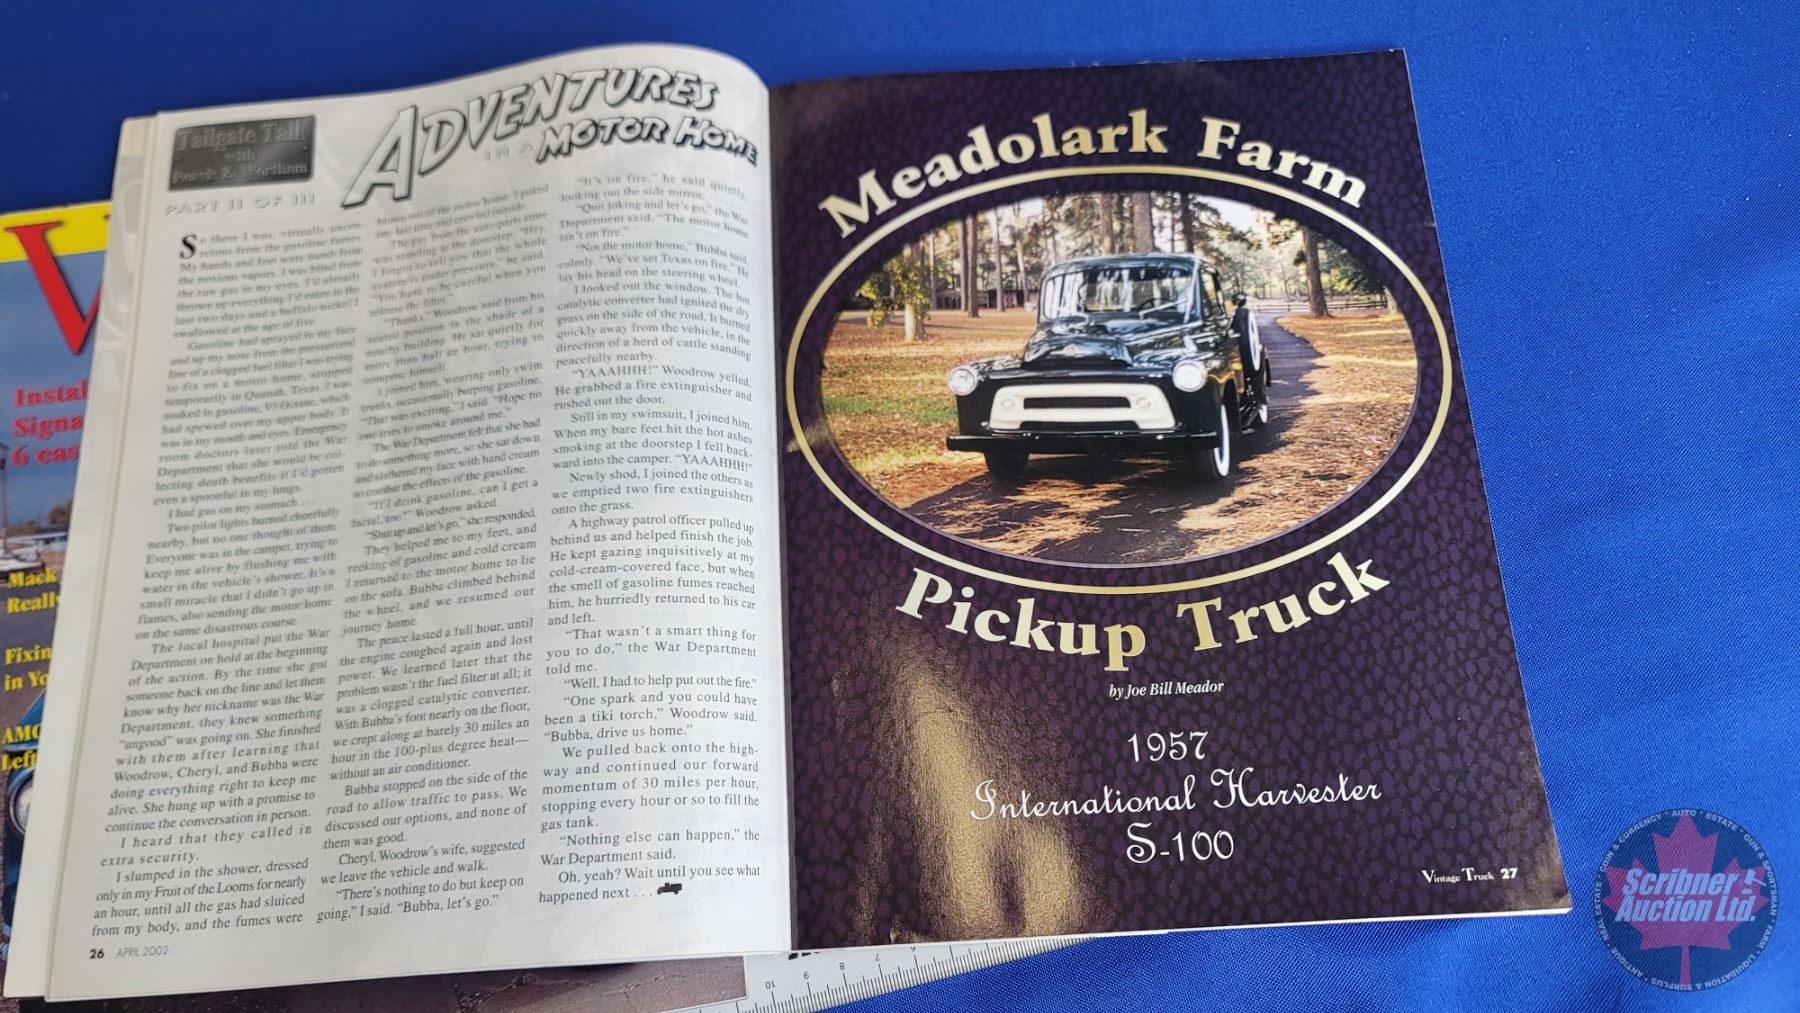 Tailgate Talk
with
PART II OF III
ADVENTURES
IN A MOTOR HOME
So there I was, virtually uncon-
scious from the gasoline fumes.
My hands and feet were numb from
the noxious vapors. I was blind from
the raw gas in my eyes. I'd already
thrown up everything I'd eaten in the
last two days and a buffalo nickel I
swallowed at the age of five.
Gasoline had sprayed in my face
and up my nose from the pressurized
line of a clogged fuel filter I was trying
to fix on a motor home, stopped
temporarily in Quanah, Texas. I was
soaked in gasoline, 93 Octane, which
had spewed over my upper body. It
was in my mouth and eyes. Emergency
room doctors later told the War
Department that she would be col-
lecting death benefits if I'd gotten
even a spoonful in my lungs.
I had gas on my stomach . . .
Two pilot lights burned cheerfully
nearby, but no one thought of them.
Everyone was in the camper, trying to
keep me alive by flushing me with
water in the vehicle's shower. It's a
small miracle that I didn't go up in
flames, also sending the motor home
on the same disastrous course.
The local hospital put the War
Department on hold at the beginning
of the action. By the time she got
someone back on the line and let them
know why her nickname was the War
Department, they knew something
"ungood" was going on. She finished
with them after learning that
Woodrow, Cheryl, and Bubba were
doing everything right to keep me
alive. She hung up with a promise to
continue the conversation in person.
I heard that they called in
extra security.
I slumped in the shower, dressed
only in my Fruit of the Looms for nearly
an hour, until all the gas had sluiced
from my body, and the fumes were
blown out of the motor home. I puked
one last time and crawled outside.
The guy from the auto-parts store
was standing at the doorstep. "Hey,
I forgot to tell you that the whole
system is under pressure," he said.
"You have to be careful when you
release the filter."
"Thanks," Woodrow said from his
seated position in the shade of a
nearby building. He sat quietly for
more than half an hour, trying to
compose himself.
I joined him, wearing only swim
trunks, occasionally burping gasoline.
"That was exciting," I said. "Hope no
one tries to smoke around me."
The War Department felt that she had
to do something more, so she sat down
and slathered my face with hand cream
to combat the effects of the gasoline.
"If I drink gasoline, can I get a
facial, too?" Woodrow asked.
"Shut up and let's go," she responded.
They helped me to my feet, and
reeking of gasoline and cold cream
I returned to the motor home to lie
on the sofa. Bubba climbed behind
the wheel, and we resumed our
journey home.
The peace lasted a full hour, until
the engine coughed again and lost
power. We learned later that the
problem wasn't the fuel filter at all; it
was a clogged catalytic converter.
With Bubba's foot nearly on the floor,
we crept along at barely 30 miles an
hour in the 100-plus degree heat—
without an air conditioner.
Bubba stopped on the side of the
road to allow traffic to pass. We
discussed our options, and none of
them was good.
Cheryl, Woodrow's wife, suggested
we leave the vehicle and walk.
"There's nothing to do but keep on
going," I said. "Bubba, let's go."
"It's on fire," he said quietly,
looking out the side mirror.
"Quit joking and let's go," the War
Department said. "The motor home
isn't on fire."
"Not the motor home," Bubba said,
calmly. "We've set Texas on fire." He
lay his head on the steering wheel.
I looked out the window. The hot
catalytic converter had ignited the dry
grass on the side of the road. It burned
quickly away from the vehicle, in the
direction of a herd of cattle standing
peacefully nearby.
"YAAAHHH!" Woodrow yelled.
He grabbed a fire extinguisher and
rushed out the door.
Still in my swimsuit, I joined him.
When my bare feet hit the hot ashes
smoking at the doorstep I fell back-
ward into the camper. "YAAAHHH!"
Newly shod, I joined the others as
we emptied two fire extinguishers
onto the grass.
A highway patrol officer pulled up
behind us and helped finish the job.
He kept gazing inquisitively at my
cold-cream-covered face, but when
the smell of gasoline fumes reached
him, he hurriedly returned to his car
and left.
"That wasn't a smart thing for
you to do," the War Department
told me.
"Well, I had to help put out the fire."
"One spark and you could have
been a tiki torch," Woodrow said.
"Bubba, drive us home."
We pulled back onto the high-
way and continued our forward
momentum of 30 miles per hour,
stopping every hour or so to fill the
gas tank.
"Nothing else can happen," the
War Department said.
Oh, yeah? Wait until you see what
happened next . . .
26 APRIL 2002
Meadolark Farm
Pickup Truck
by Joe Bill Meador
1957
International Harvester
S-100
Vintage Truck 27
V
Instal
Signa
6 eas
Mack
Reall
Fixin
in Yo
AMC
Left
10 9 8 7 6
Scribner!
Auction Ltd.
AUTO • ESTATE • GUN & SPORTSMAN • FARM • LIQUIDATION & SURPLUS • ANTIQUE • REAL ESTATE • COIN & CURRENCY